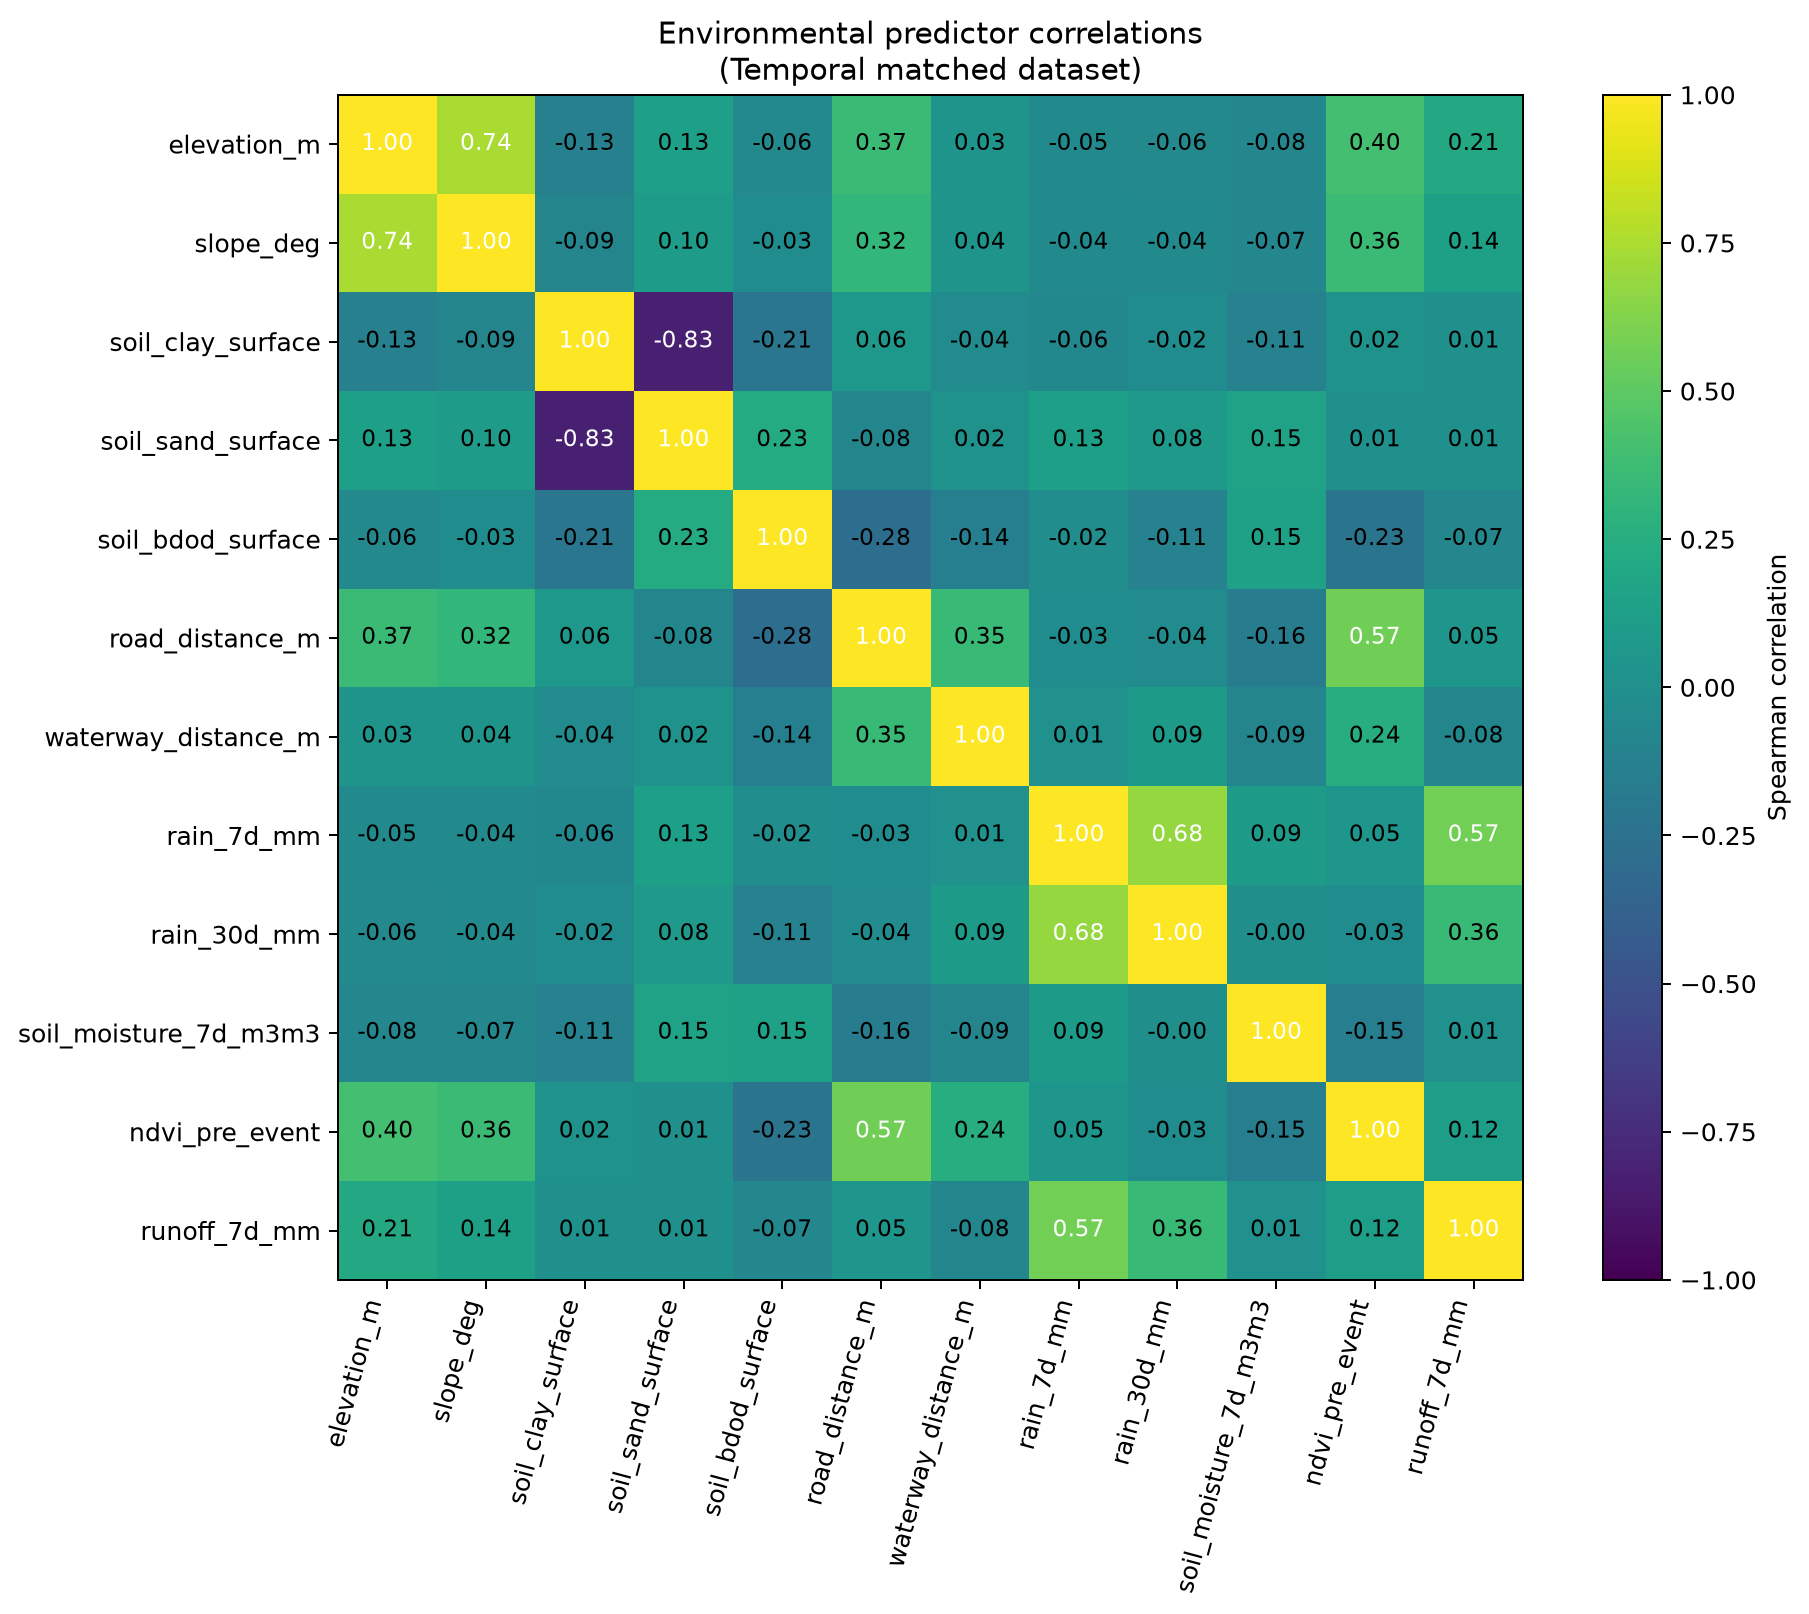 Environmental predictor correlations
(Temporal matched dataset)
elevation_m 1.00 0.74 -0.13 0.13 -0.06 0.37 0.03 -0.05 -0.06 -0.08 0.40 0.21
slope_deg 0.74 1.00 -0.09 0.10 -0.03 0.32 0.04 -0.04 -0.04 -0.07 0.36 0.14
soil_clay_surface -0.13 -0.09 1.00 -0.83 -0.21 0.06 -0.04 -0.06 -0.02 -0.11 0.02 0.01
soil_sand_surface 0.13 0.10 -0.83 1.00 0.23 -0.08 0.02 0.13 0.08 0.15 0.01 0.01
soil_bdod_surface -0.06 -0.03 -0.21 0.23 1.00 -0.28 -0.14 -0.02 -0.11 0.15 -0.23 -0.07
road_distance_m 0.37 0.32 0.06 -0.08 -0.28 1.00 0.35 -0.03 -0.04 -0.16 0.57 0.05
waterway_distance_m 0.03 0.04 -0.04 0.02 -0.14 0.35 1.00 0.01 0.09 -0.09 0.24 -0.08
rain_7d_mm -0.05 -0.04 -0.06 0.13 -0.02 -0.03 0.01 1.00 0.68 0.09 0.05 0.57
rain_30d_mm -0.06 -0.04 -0.02 0.08 -0.11 -0.04 0.09 0.68 1.00 -0.00 -0.03 0.36
soil_moisture_7d_m3m3 -0.08 -0.07 -0.11 0.15 0.15 -0.16 -0.09 0.09 -0.00 1.00 -0.15 0.01
ndvi_pre_event 0.40 0.36 0.02 0.01 -0.23 0.57 0.24 0.05 -0.03 -0.15 1.00 0.12
runoff_7d_mm 0.21 0.14 0.01 0.01 -0.07 0.05 -0.08 0.57 0.36 0.01 0.12 1.00
elevation_m
slope_deg
soil_clay_surface
soil_sand_surface
soil_bdod_surface
road_distance_m
waterway_distance_m
rain_7d_mm
rain_30d_mm
soil_moisture_7d_m3m3
ndvi_pre_event
runoff_7d_mm
1.00
0.75
0.50
0.25
0.00
−0.25
−0.50
−0.75
−1.00
Spearman correlation